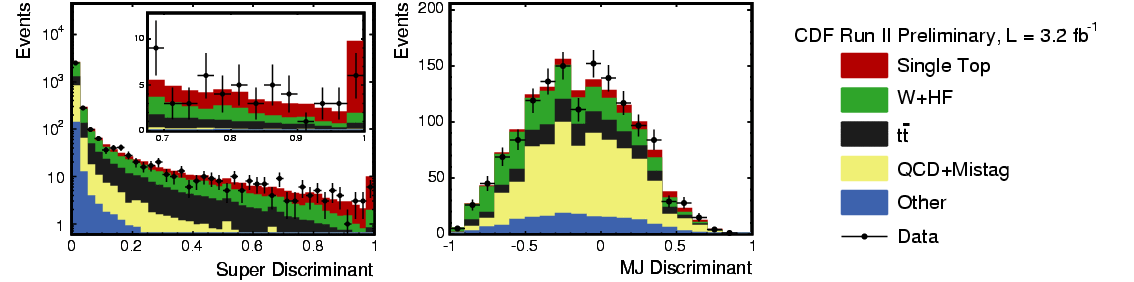 Events
10⁴
10³
10²
10
1
0 0.2 0.4 0.6 0.8 1
Super Discriminant
10
5
0
0.7 0.8 0.9 1
Events
200
150
100
50
0
-1 -0.5 0 0.5 1
MJ Discriminant
CDF Run II Preliminary, L = 3.2 fb⁻¹
Single Top
W+HF
tt̄
QCD+Mistag
Other
Data